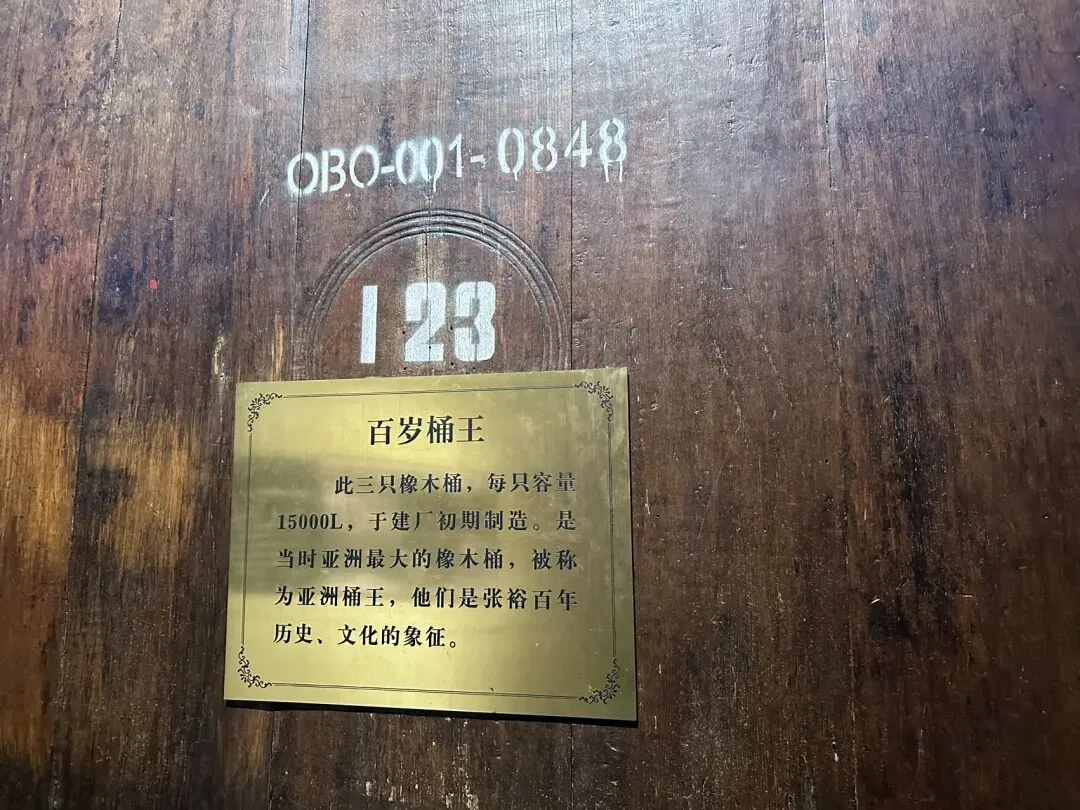 OBO-001-0848
123
百岁桶王
此三只橡木桶，每只容量
15000L，于建厂初期制造。是
当时亚洲最大的橡木桶，被称
为亚洲桶王，他们是张裕百年
历史、文化的象征。